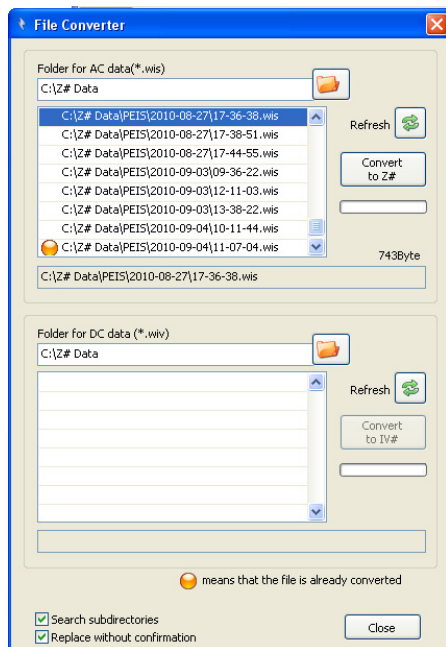 File Converter
Folder for AC data(*.wis)
C:\Z# Data
C:\Z# Data\PEIS\2010-08-27\17-36-38.wis
C:\Z# Data\PEIS\2010-08-27\17-38-51.wis
C:\Z# Data\PEIS\2010-08-27\17-44-55.wis
C:\Z# Data\PEIS\2010-09-03\09-36-22.wis
C:\Z# Data\PEIS\2010-09-03\12-11-03.wis
C:\Z# Data\PEIS\2010-09-03\13-38-22.wis
C:\Z# Data\PEIS\2010-09-04\10-11-44.wis
C:\Z# Data\PEIS\2010-09-04\11-07-04.wis
Refresh
Convert
to Z#
743Byte
C:\Z# Data\PEIS\2010-08-27\17-36-38.wis
Folder for DC data (*.wiv)
C:\Z# Data
Refresh
Convert
to IV#
means that the file is already converted
Search subdirectories
Replace without confirmation
Close